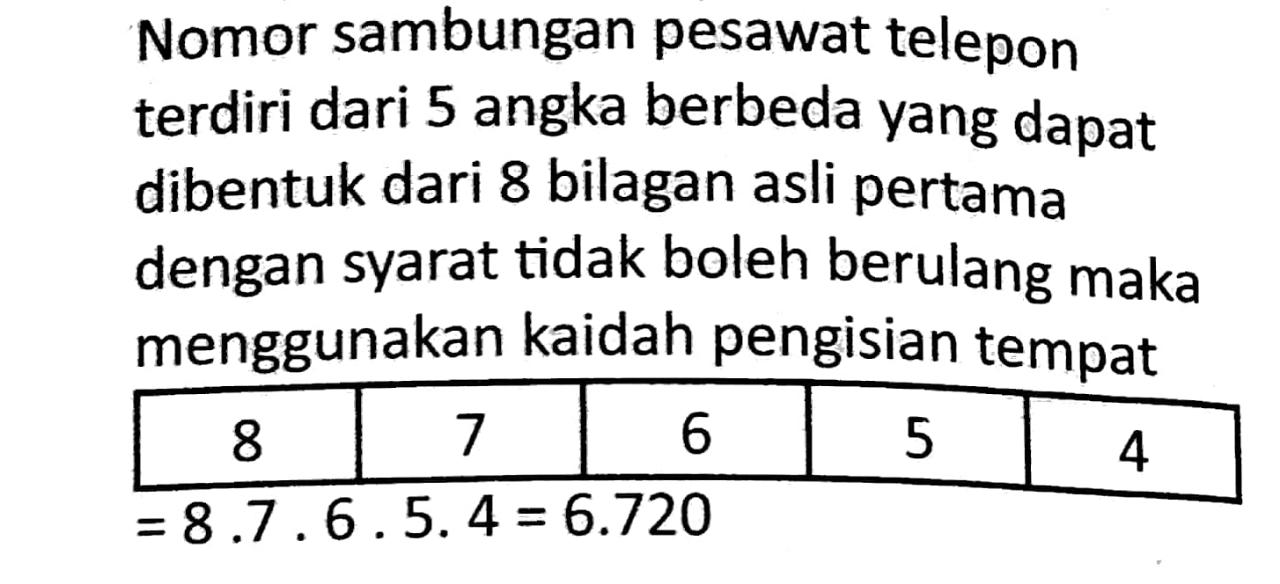 Nomor sambungan pesawat telepon
terdiri dari 5 angka berbeda yang dapat
dibentuk dari 8 bilagan asli pertama
dengan syarat tidak boleh berulang maka
menggunakan kaidah pengisian tempat
8 7 6 5 4
= 8 .7 . 6 . 5. 4 = 6.720